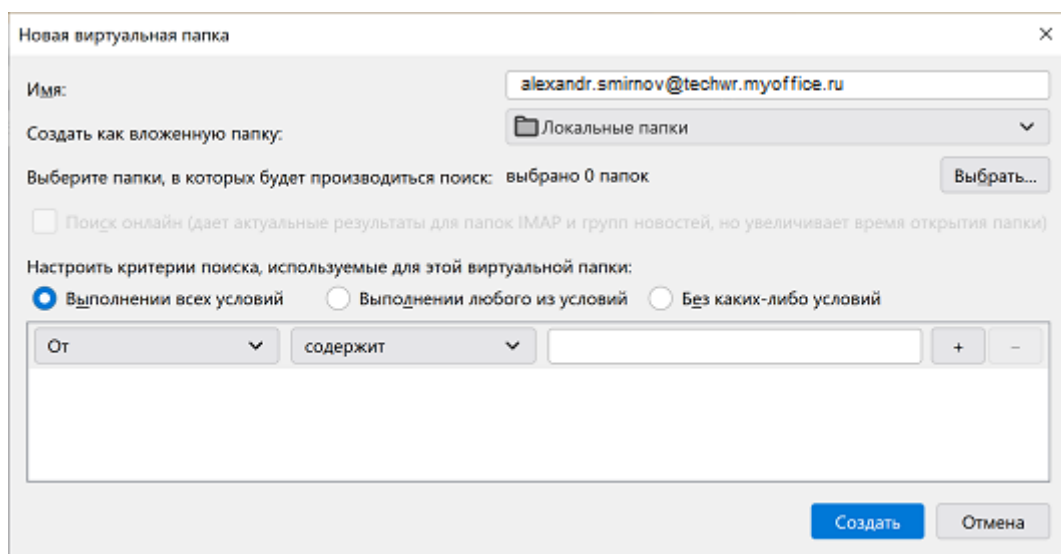 Новая виртуальная папка
Имя: alexandr.smirnov@techwr.myoffice.ru
Создать как вложенную папку: Локальные папки
Выберите папки, в которых будет производиться поиск: выбрано 0 папок Выбрать...
Поиск онлайн (дает актуальные результаты для папок IMAP и групп новостей, но увеличивает время открытия папки)
Настроить критерии поиска, используемые для этой виртуальной папки:
Выполнении всех условий Выполнении любого из условий Без каких-либо условий
От содержит + −
Создать Отмена